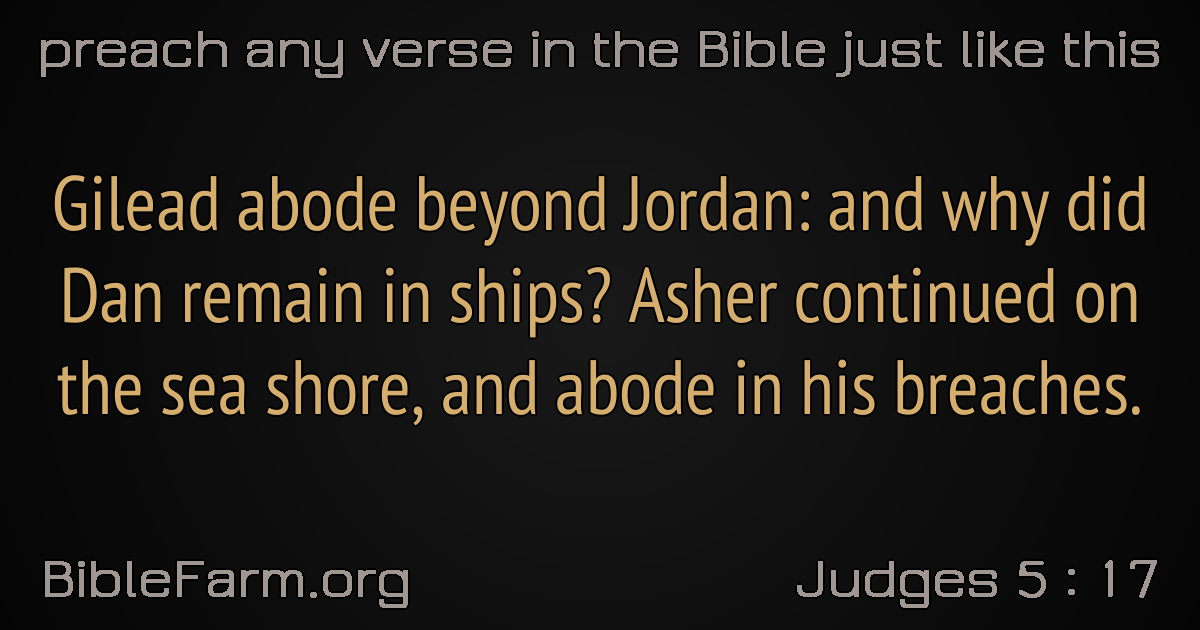 preach any verse in the Bible just like this
Gilead abode beyond Jordan: and why did
Dan remain in ships? Asher continued on
the sea shore, and abode in his breaches.
BibleFarm.org
Judges 5 : 17